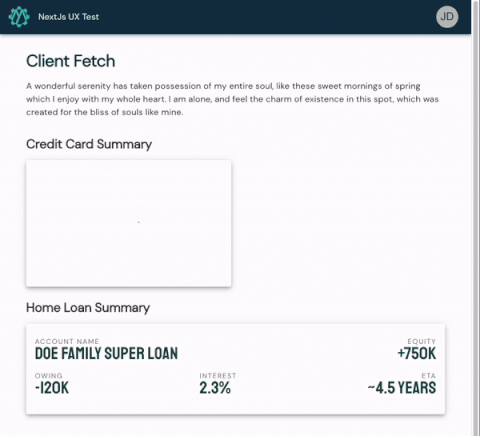 NextJs UX Test
JD
Client Fetch
A wonderful serenity has taken possession of my entire soul, like these sweet mornings of spring
which I enjoy with my whole heart. I am alone, and feel the charm of existence in this spot, which was
created for the bliss of souls like mine.
Credit Card Summary
Home Loan Summary
ACCOUNT NAME
DOE FAMILY SUPER LOAN
EQUITY
+750K
OWING
-120K
INTEREST
2.3%
ETA
~4.5 YEARS